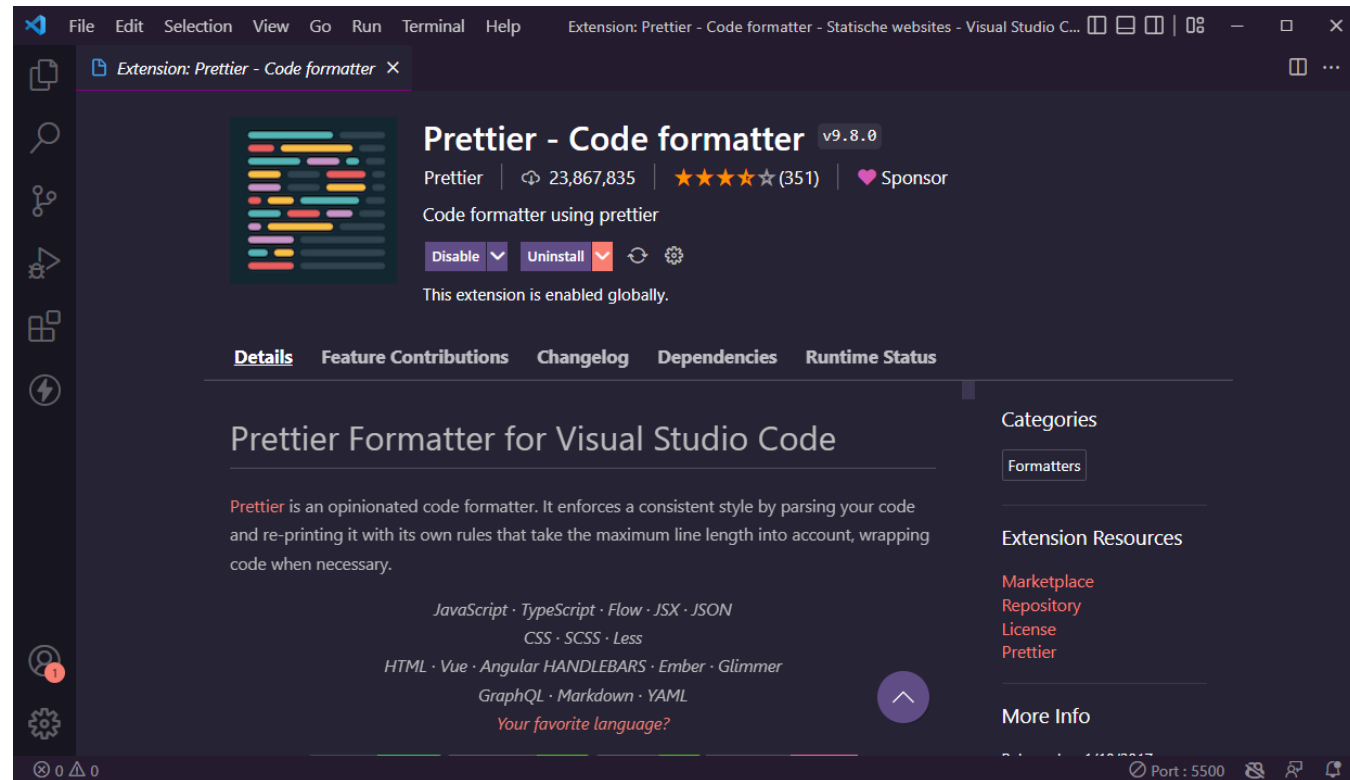 File Edit Selection View Go Run Terminal Help Extension: Prettier - Code formatter - Statische websites - Visual Studio C...
Extension: Prettier - Code formatter
Prettier - Code formatter v9.8.0
Prettier 23,867,835 (351) Sponsor
Code formatter using prettier
Disable Uninstall
This extension is enabled globally.
Details Feature Contributions Changelog Dependencies Runtime Status
Prettier Formatter for Visual Studio Code
Prettier is an opinionated code formatter. It enforces a consistent style by parsing your code
and re-printing it with its own rules that take the maximum line length into account, wrapping
code when necessary.
JavaScript · TypeScript · Flow · JSX · JSON
CSS · SCSS · Less
HTML · Vue · Angular HANDLEBARS · Ember · Glimmer
GraphQL · Markdown · YAML
Your favorite language?
Categories
Formatters
Extension Resources
Marketplace
Repository
License
Prettier
More Info
1
0 0
Port : 5500